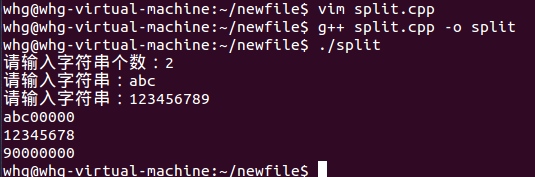 whg@whg-virtual-machine:~/newfile$ vim split.cpp
whg@whg-virtual-machine:~/newfile$ g++ split.cpp -o split
whg@whg-virtual-machine:~/newfile$ ./split
请输入字符串个数：2
请输入字符串：abc
请输入字符串：123456789
abc00000
12345678
90000000
whg@whg-virtual-machine:~/newfile$